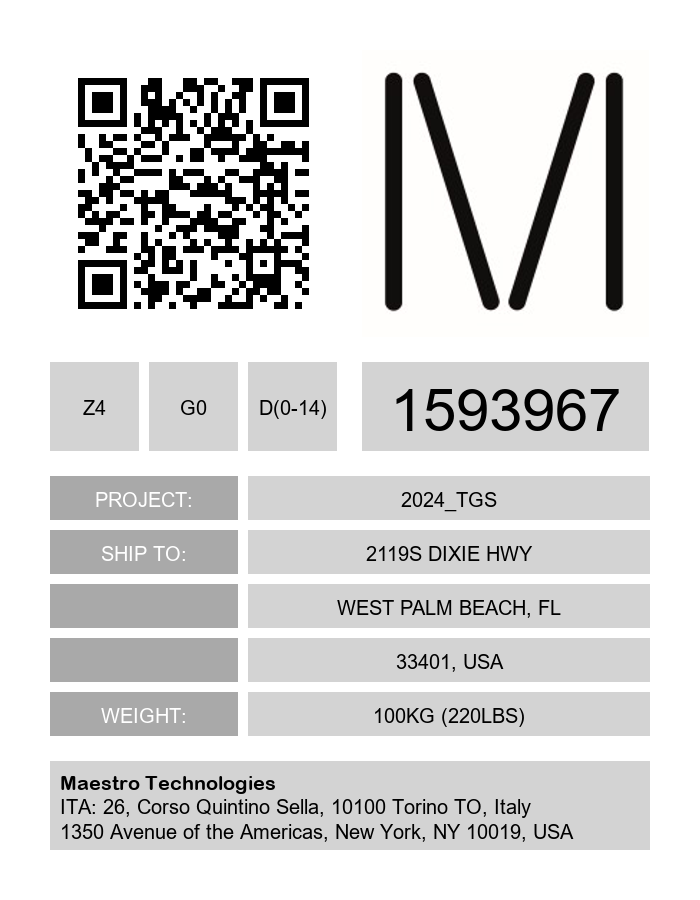 M
Z4 G0 D(0-14) 1593967
PROJECT: 2024_TGS
SHIP TO: 2119S DIXIE HWY
WEST PALM BEACH, FL
33401, USA
WEIGHT: 100KG (220LBS)
Maestro Technologies
ITA: 26, Corso Quintino Sella, 10100 Torino TO, Italy
1350 Avenue of the Americas, New York, NY 10019, USA